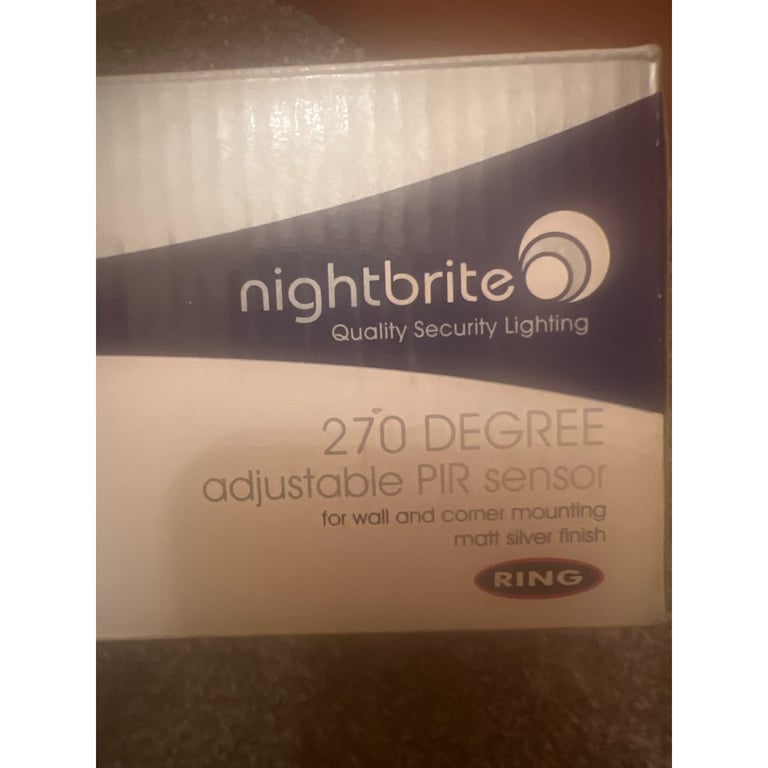 nightbrite
Quality Security Lighting
270 DEGREE
adjustable PIR sensor
for wall and corner mounting
matt silver finish
RING